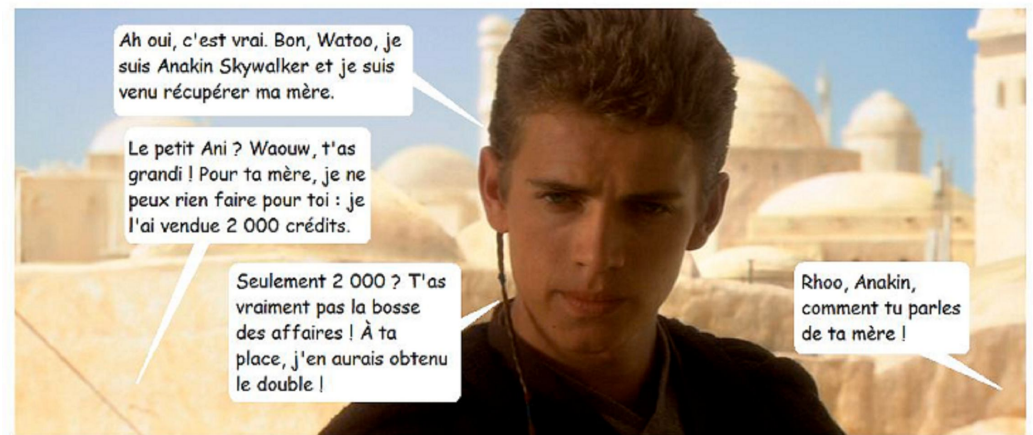 Ah oui, c'est vrai. Bon, Watoo, je
suis Anakin Skywalker et je suis
venu récupérer ma mère.
Le petit Ani ? Waouw, t'as
grandi ! Pour ta mère, je ne
peux rien faire pour toi : je
l'ai vendue 2 000 crédits.
Seulement 2 000 ? T'as
vraiment pas la bosse
des affaires ! À ta
place, j'en aurais obtenu
le double !
Rhoo, Anakin,
comment tu parles
de ta mère !